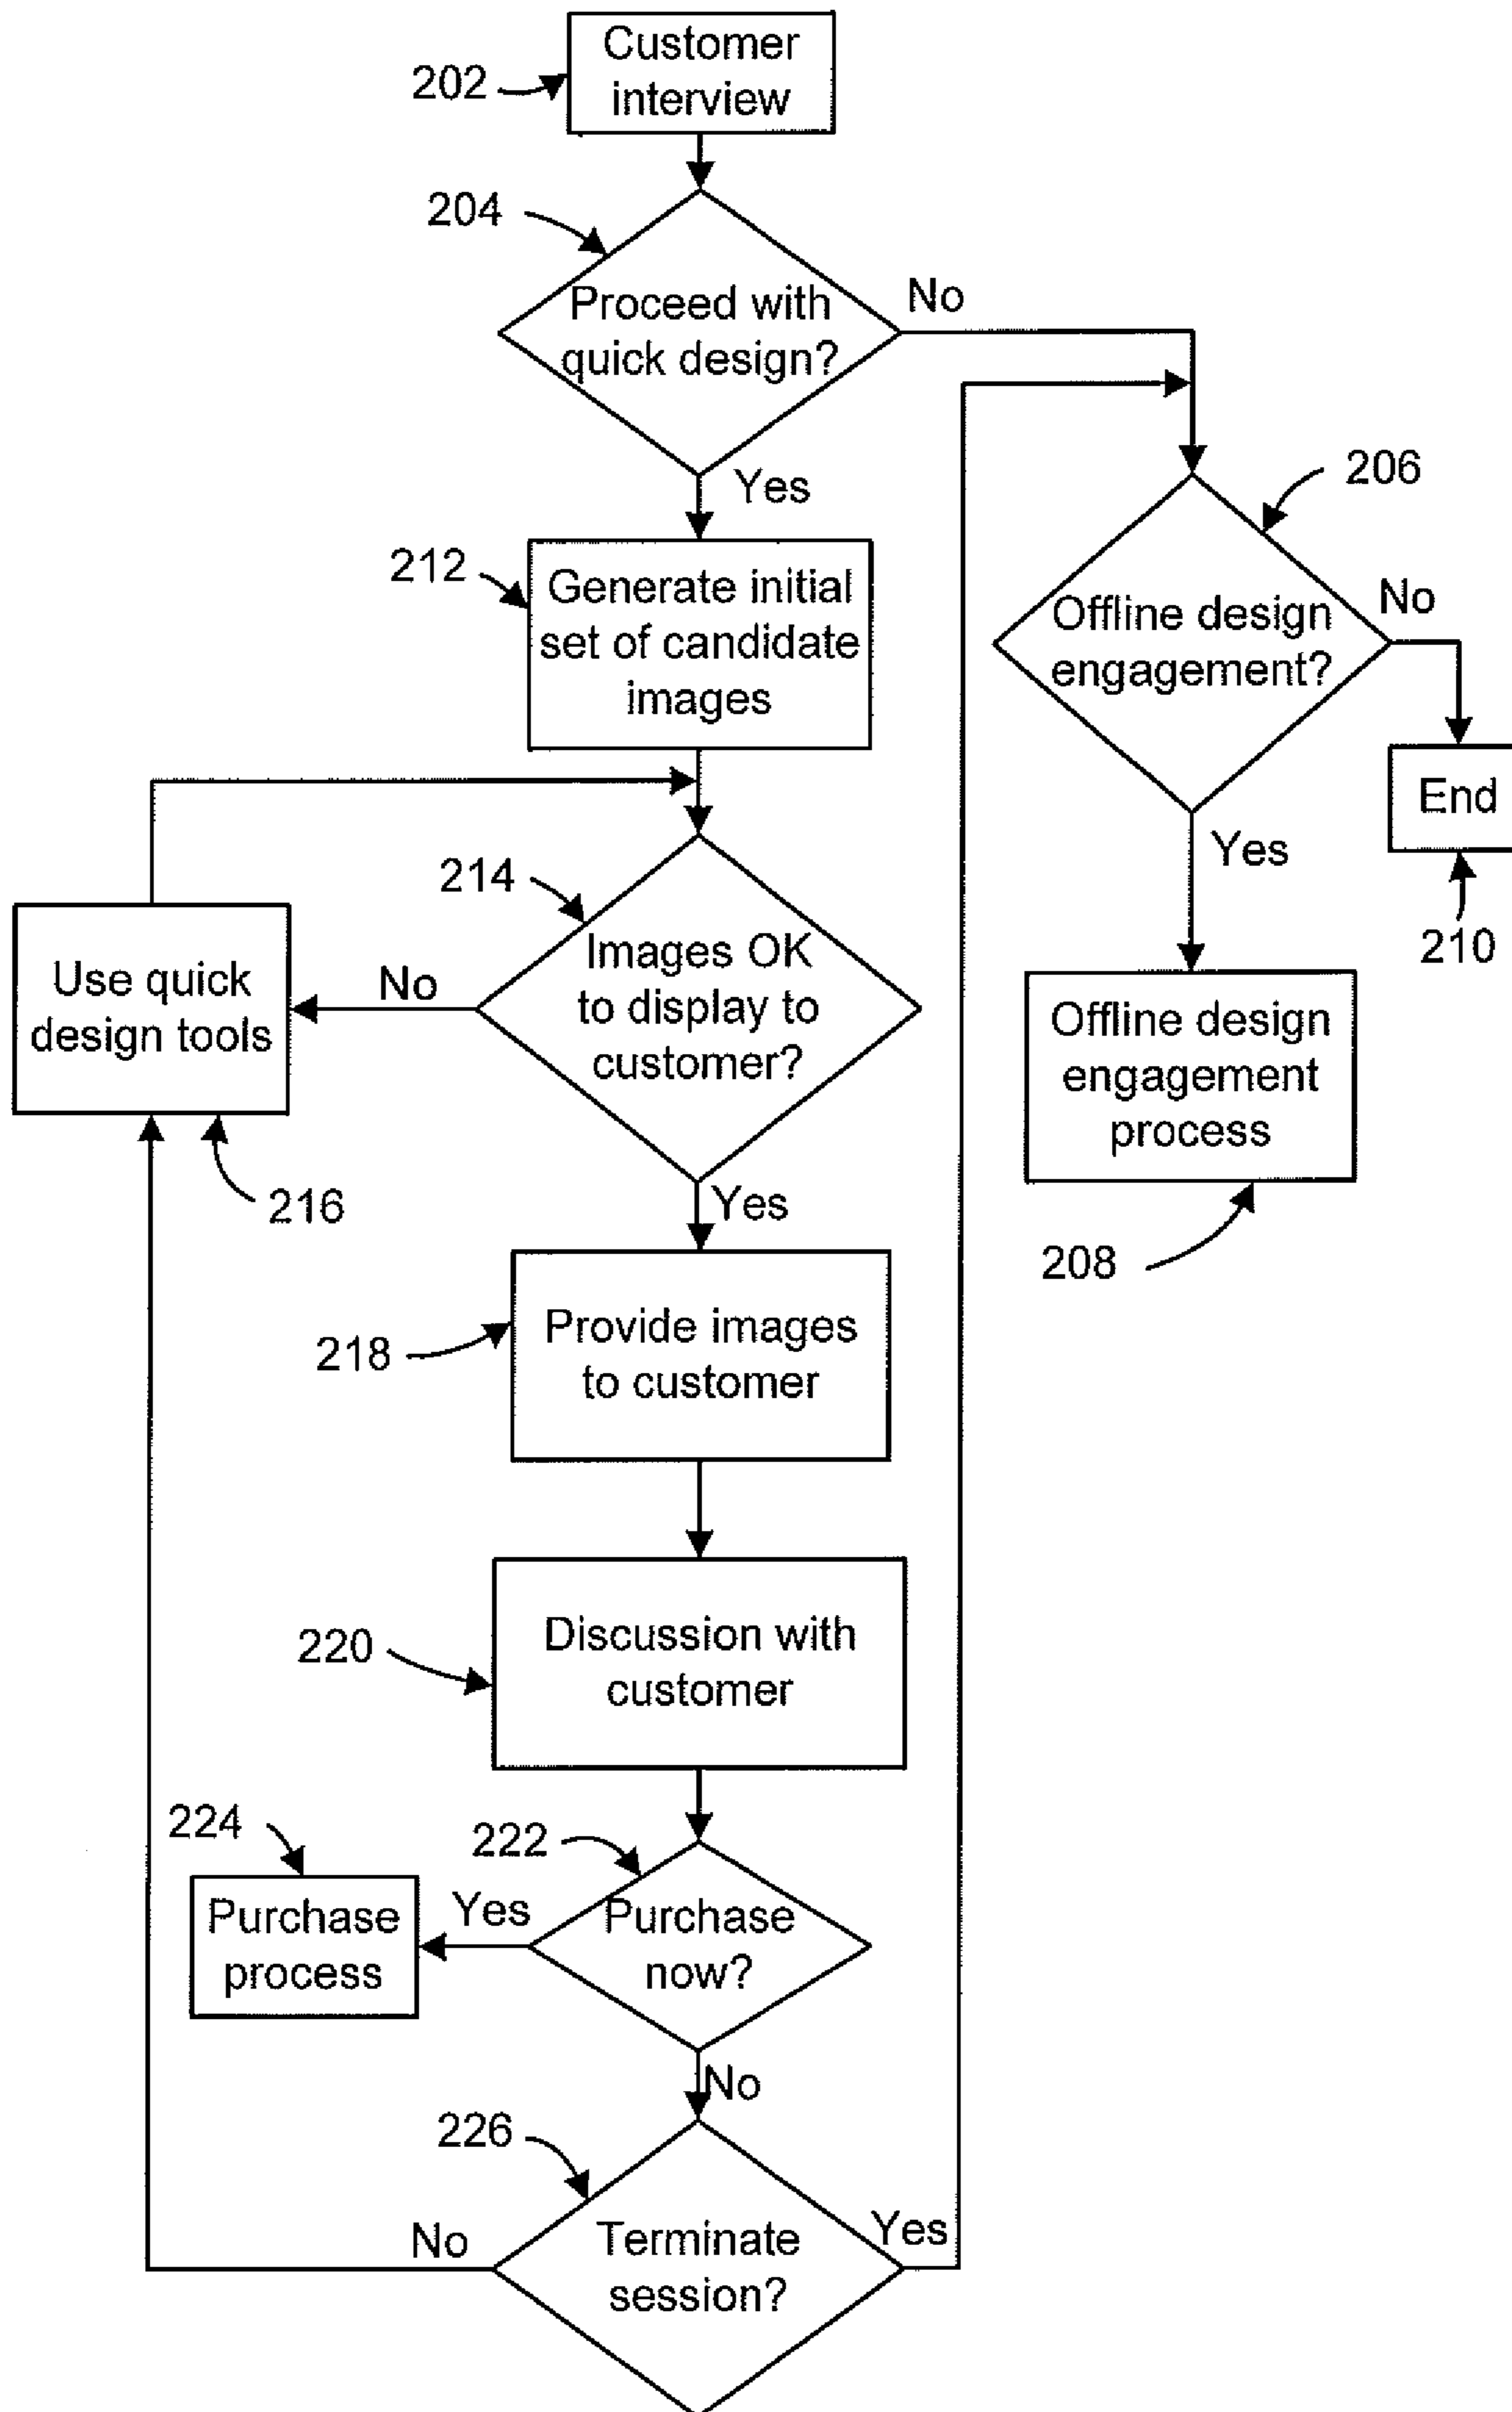 Customer
interview
202
204
Proceed with
quick design?
No
Yes
206
212
Generate initial
set of candidate
images
Offline design
engagement?
No
End
210
Yes
214
Images OK
to display to
customer?
No
Use quick
design tools
216
Yes
Offline design
engagement
process
208
218
Provide images
to customer
220
Discussion with
customer
224
222
Purchase
process
Yes
Purchase
now?
No
226
No
Terminate
session?
Yes